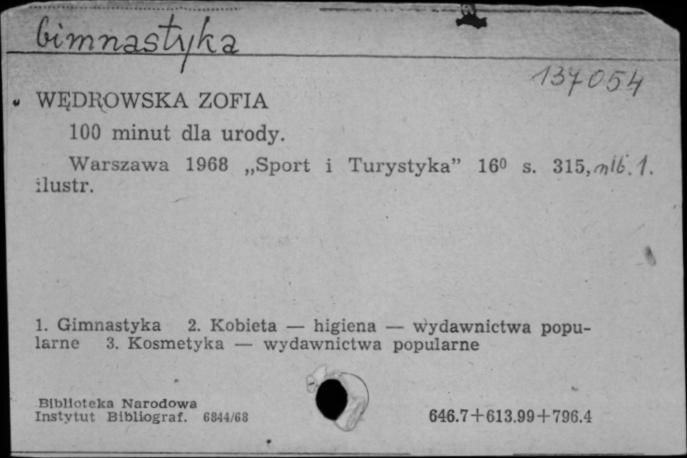 Gimnastyka
137054
WĘDROWSKA ZOFIA
100 minut dla urody.
Warszawa 1968 „Sport i Turystyka” 16⁰ s. 315, nlb. 1.
ilustr.
1. Gimnastyka 2. Kobieta — higiena — wydawnictwa popu-
larne 3. Kosmetyka — wydawnictwa popularne
Biblioteka Narodowa
Instytut Bibliograf. 6844/68
646.7+613.99+796.4